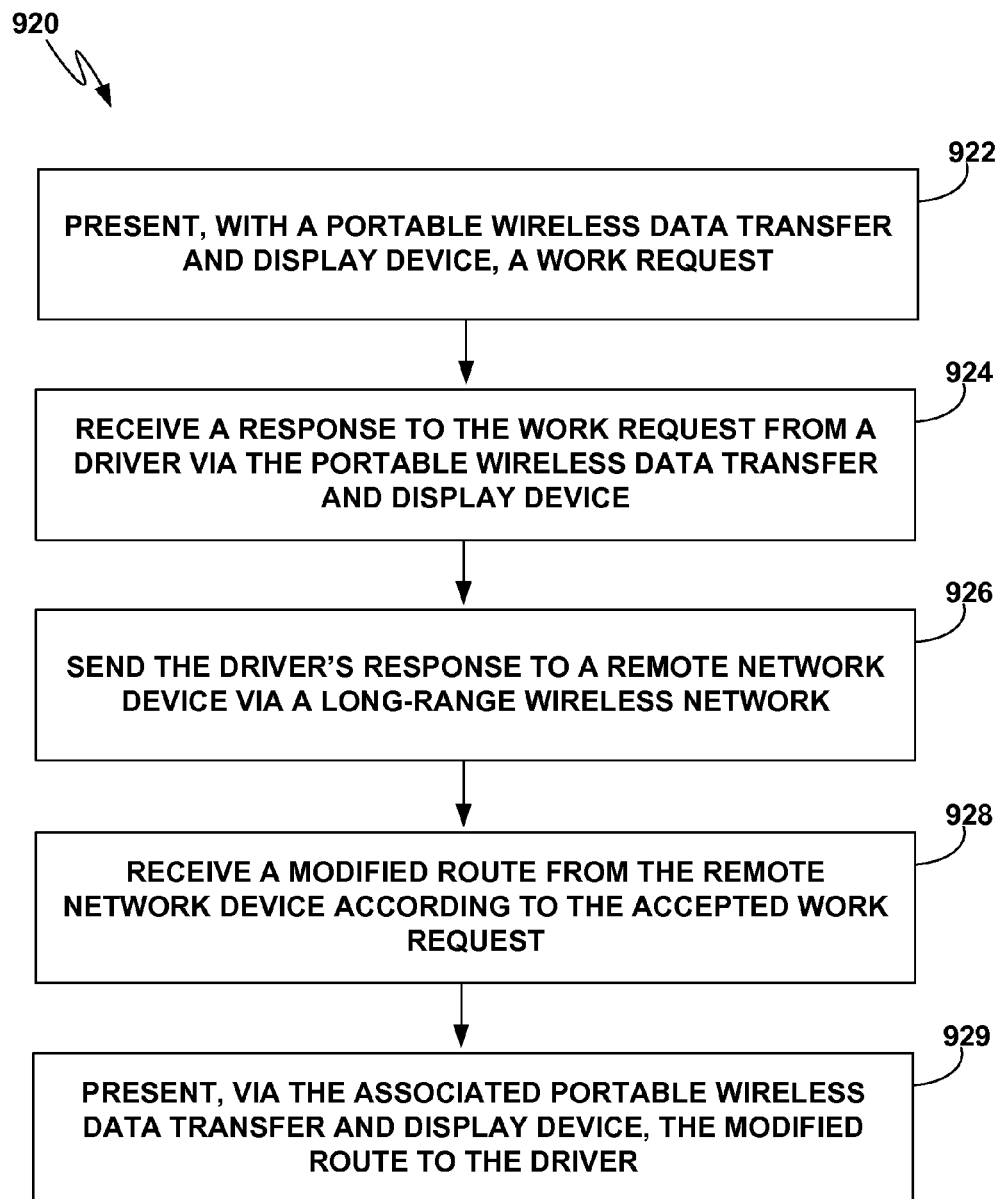 920
922
PRESENT, WITH A PORTABLE WIRELESS DATA TRANSFER
AND DISPLAY DEVICE, A WORK REQUEST
924
RECEIVE A RESPONSE TO THE WORK REQUEST FROM A
DRIVER VIA THE PORTABLE WIRELESS DATA TRANSFER
AND DISPLAY DEVICE
926
SEND THE DRIVER'S RESPONSE TO A REMOTE NETWORK
DEVICE VIA A LONG-RANGE WIRELESS NETWORK
928
RECEIVE A MODIFIED ROUTE FROM THE REMOTE
NETWORK DEVICE ACCORDING TO THE ACCEPTED WORK
REQUEST
929
PRESENT, VIA THE ASSOCIATED PORTABLE WIRELESS
DATA TRANSFER AND DISPLAY DEVICE, THE MODIFIED
ROUTE TO THE DRIVER